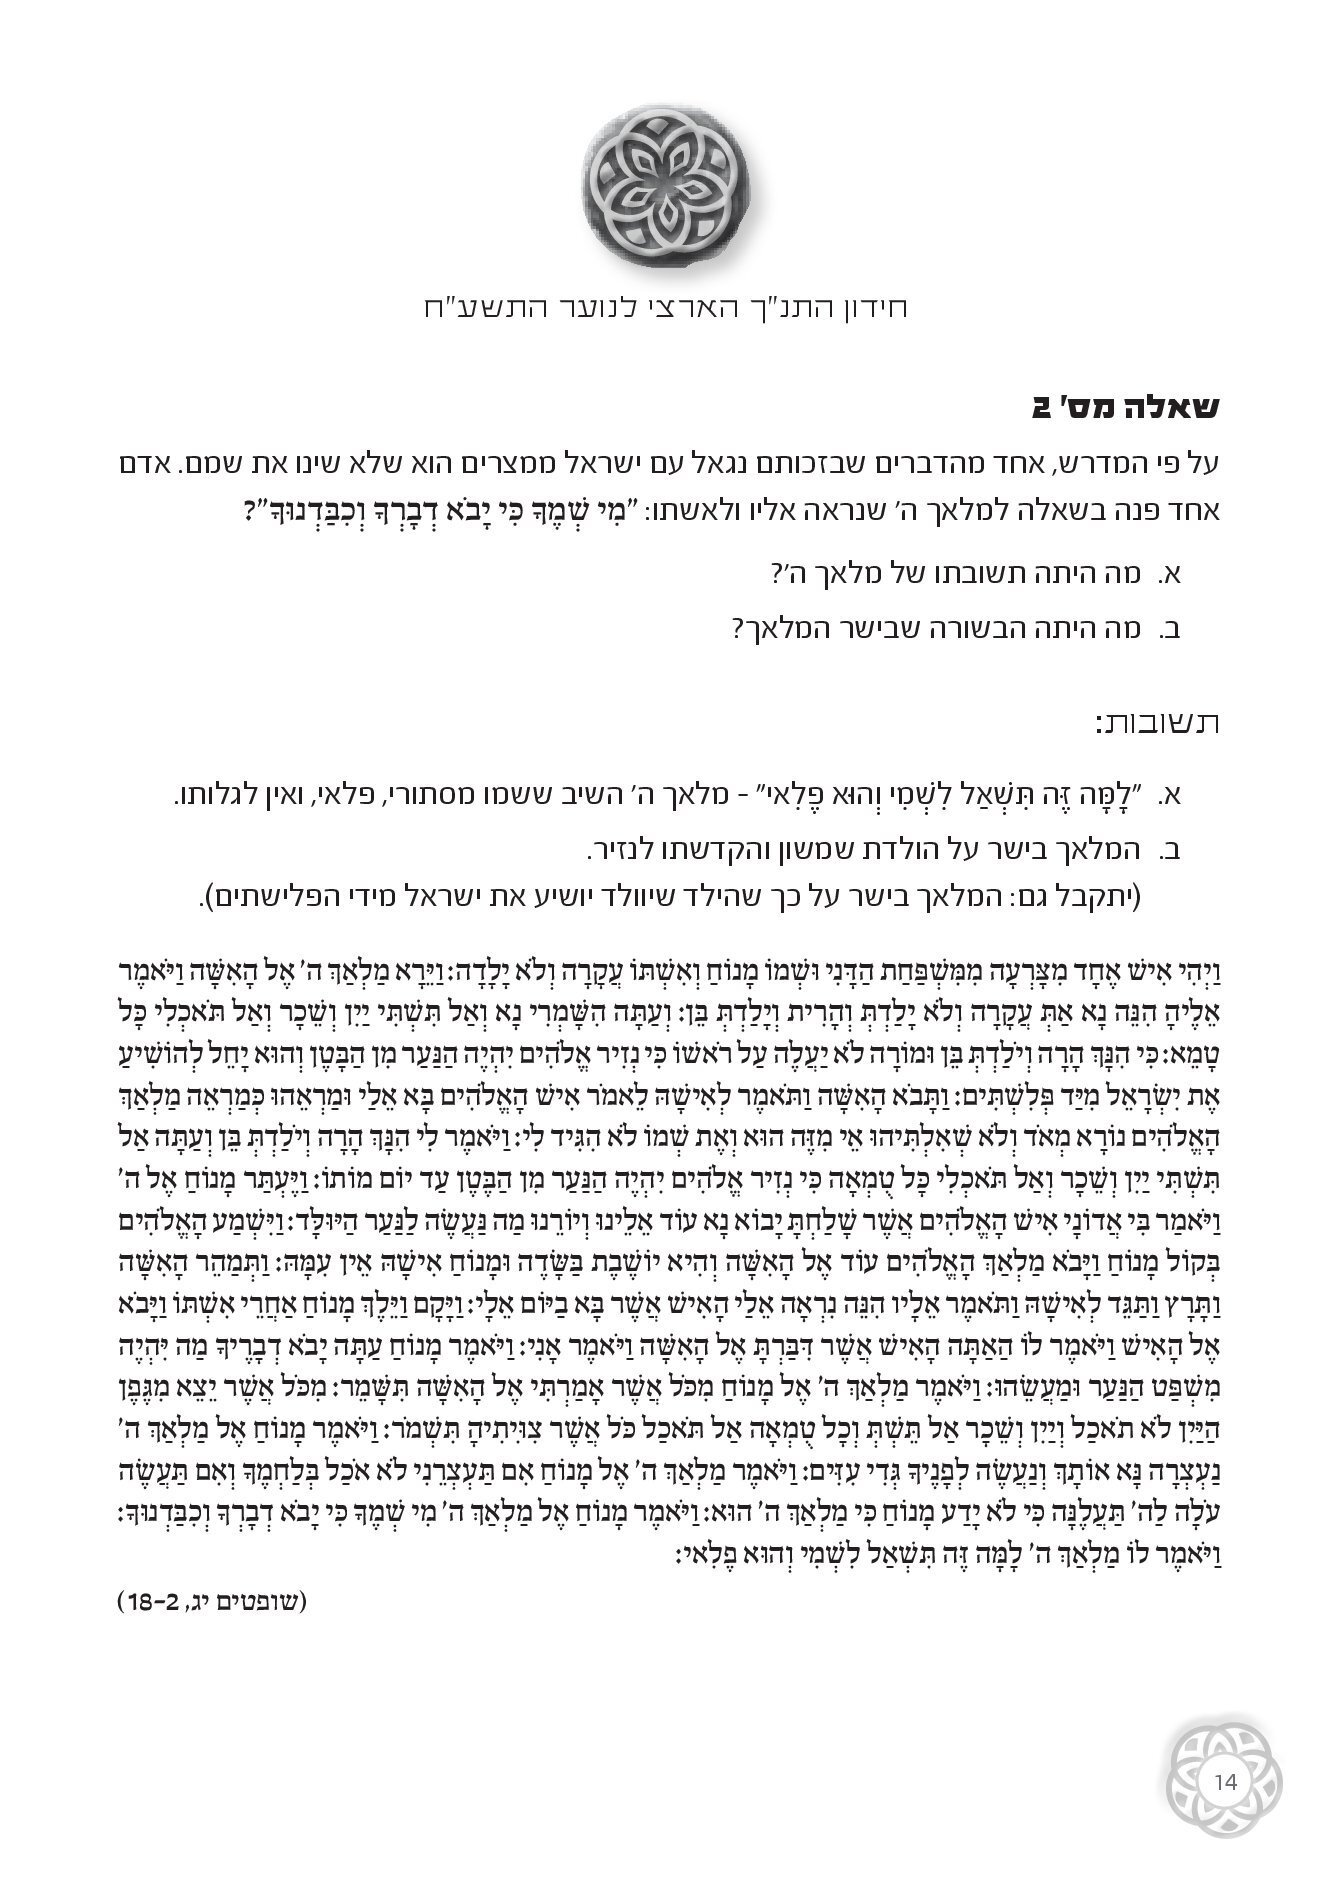 חידון התנ"ך הארצי לנוער התשע"ח
שאלה מס' 2
על פי המדרש, אחד מהדברים שבזכותם נגאל עם ישראל ממצרים הוא שלא שינו את שמם. אדם
אחד פנה בשאלה למלאך ה' שנראה אליו ולאשתו: "מִי שְׁמֶךָ כִּי יָבֹא דְבָרְךָ וְכִבַּדְנוּךָ"?
א. מה היתה תשובתו של מלאך ה'?
ב. מה היתה הבשורה שבישר המלאך?
תשובות:
א. "לָמָּה זֶּה תִּשְׁאַל לִשְׁמִי וְהוּא פֶלִאי" - מלאך ה' השיב ששמו מסתורי, פלאי, ואין לגלותו.
ב. המלאך בישר על הולדת שמשון והקדשתו לנזיר.
(יתקבל גם: המלאך בישר על כך שהילד שיוולד יושיע את ישראל מידי הפלישתים).
וַיְהִי אִישׁ אֶחָד מִצָּרְעָה מִמִּשְׁפַּחַת הַדָּנִי וּשְׁמוֹ מָנוֹחַ וְאִשְׁתּוֹ עֲקָרָה וְלֹא יָלָדָה: וַיֵּרָא מַלְאַךְ ה' אֶל הָאִשָּׁה וַיֹּאמֶר
אֵלֶיהָ הִנֵּה נָא אַתְּ עֲקָרָה וְלֹא יָלַדְתְּ וְהָרִית וְיָלַדְתְּ בֵּן: וְעַתָּה הִשָּׁמְרִי נָא וְאַל תִּשְׁתִּי יַיִן וְשֵׁכָר וְאַל תֹּאכְלִי כָּל
טָמֵא: כִּי הִנָּךְ הָרָה וְיֹלַדְתְּ בֵּן וּמוֹרָה לֹא יַעֲלֶה עַל רֹאשׁוֹ כִּי נְזִיר אֱלֹהִים יִהְיֶה הַנַּעַר מִן הַבָּטֶן וְהוּא יָחֵל לְהוֹשִׁיעַ
אֶת יִשְׂרָאֵל מִיַּד פְּלִשְׁתִּים: וַתָּבֹא הָאִשָּׁה וַתֹּאמֶר לְאִישָׁהּ לֵאמֹר אִישׁ הָאֱלֹהִים בָּא אֵלַי וּמַרְאֵהוּ כְּמַרְאֵה מַלְאַךְ
הָאֱלֹהִים נוֹרָא מְאֹד וְלֹא שְׁאִלְתִּיהוּ אֵי מִזֶּה הוּא וְאֶת שְׁמוֹ לֹא הִגִּיד לִי: וַיֹּאמֶר לִי הִנָּךְ הָרָה וְיֹלַדְתְּ בֵּן וְעַתָּה אַל
תִּשְׁתִּי יַיִן וְשֵׁכָר וְאַל תֹּאכְלִי כָּל טֻמְאָה כִּי נְזִיר אֱלֹהִים יִהְיֶה הַנַּעַר מִן הַבֶּטֶן עַד יוֹם מוֹתוֹ: וַיֶּעְתַּר מָנוֹחַ אֶל ה'
וַיֹּאמַר בִּי אֲדוֹנָי אִישׁ הָאֱלֹהִים אֲשֶׁר שָׁלַחְתָּ יָבוֹא נָא עוֹד אֵלֵינוּ וְיוֹרֵנוּ מַה נַּעֲשֶׂה לַנַּעַר הַיּוּלָּד: וַיִּשְׁמַע הָאֱלֹהִים
בְּקוֹל מָנוֹחַ וַיָּבֹא מַלְאַךְ הָאֱלֹהִים עוֹד אֶל הָאִשָּׁה וְהִיא יוֹשֶׁבֶת בַּשָּׂדֶה וּמָנוֹחַ אִישָׁהּ אֵין עִמָּהּ: וַתְּמַהֵר הָאִשָּׁה
וַתָּרָץ וַתַּגֵּד לְאִישָׁהּ וַתֹּאמֶר אֵלָיו הִנֵּה נִרְאָה אֵלַי הָאִישׁ אֲשֶׁר בָּא בַיּוֹם אֵלָי: וַיָּקָם וַיֵּלֶךְ מָנוֹחַ אַחֲרֵי אִשְׁתּוֹ וַיָּבֹא
אֶל הָאִישׁ וַיֹּאמֶר לוֹ הַאַתָּה הָאִישׁ אֲשֶׁר דִּבַּרְתָּ אֶל הָאִשָּׁה וַיֹּאמֶר אָנִי: וַיֹּאמֶר מָנוֹחַ עַתָּה יָבֹא דְבָרֶיךָ מַה יִּהְיֶה
מִשְׁפַּט הַנַּעַר וּמַעֲשֵׂהוּ: וַיֹּאמֶר מַלְאַךְ ה' אֶל מָנוֹחַ מִכֹּל אֲשֶׁר אָמַרְתִּי אֶל הָאִשָּׁה תִּשָּׁמֵר: מִכֹּל אֲשֶׁר יֵצֵא מִגֶּפֶן
הַיַּיִן לֹא תֹאכַל וְיַיִן וְשֵׁכָר אַל תֵּשְׁתְּ וְכָל טֻמְאָה אַל תֹּאכַל כֹּל אֲשֶׁר צִוִּיתִיהָ תִּשְׁמֹר: וַיֹּאמֶר מָנוֹחַ אֶל מַלְאַךְ ה'
נַעְצְרָה נָּא אוֹתָךְ וְנַעֲשֶׂה לְפָנֶיךָ גְּדִי עִזִּים: וַיֹּאמֶר מַלְאַךְ ה' אֶל מָנוֹחַ אִם תַּעְצְרֵנִי לֹא אֹכַל בְּלַחְמֶךָ וְאִם תַּעֲשֶׂה
עֹלָה לַה' תַּעֲלֶנָּה כִּי לֹא יָדַע מָנוֹחַ כִּי מַלְאַךְ ה' הוּא: וַיֹּאמֶר מָנוֹחַ אֶל מַלְאַךְ ה' מִי שְׁמֶךָ כִּי יָבֹא דְבָרְךָ וְכִבַּדְנוּךָ:
וַיֹּאמֶר לוֹ מַלְאַךְ ה' לָמָּה זֶּה תִּשְׁאַל לִשְׁמִי וְהוּא פֶלִאי:
(שופטים יג, 2-18)
14